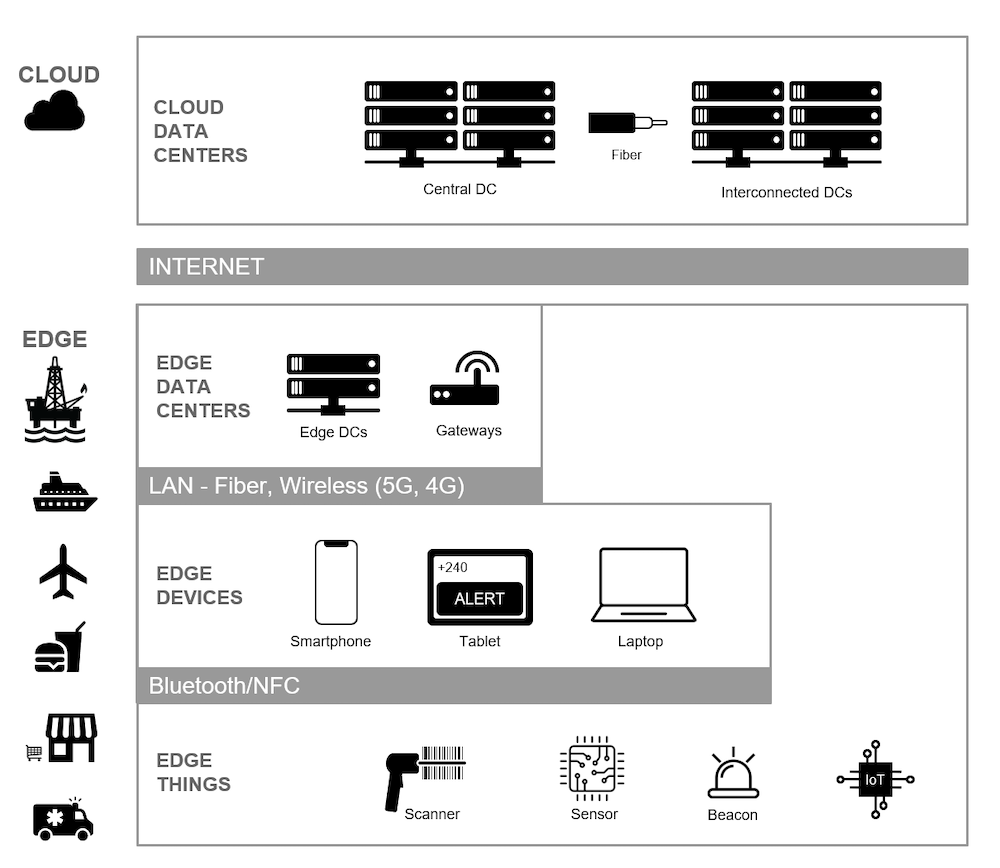 CLOUD
CLOUD
DATA
CENTERS
Fiber
Central DC
Interconnected DCs
INTERNET
EDGE
EDGE
DATA
CENTERS
Edge DCs
Gateways
LAN - Fiber, Wireless (5G, 4G)
EDGE
DEVICES
+240
ALERT
Smartphone
Tablet
Laptop
Bluetooth/NFC
EDGE
THINGS
IoT
Scanner
Sensor
Beacon